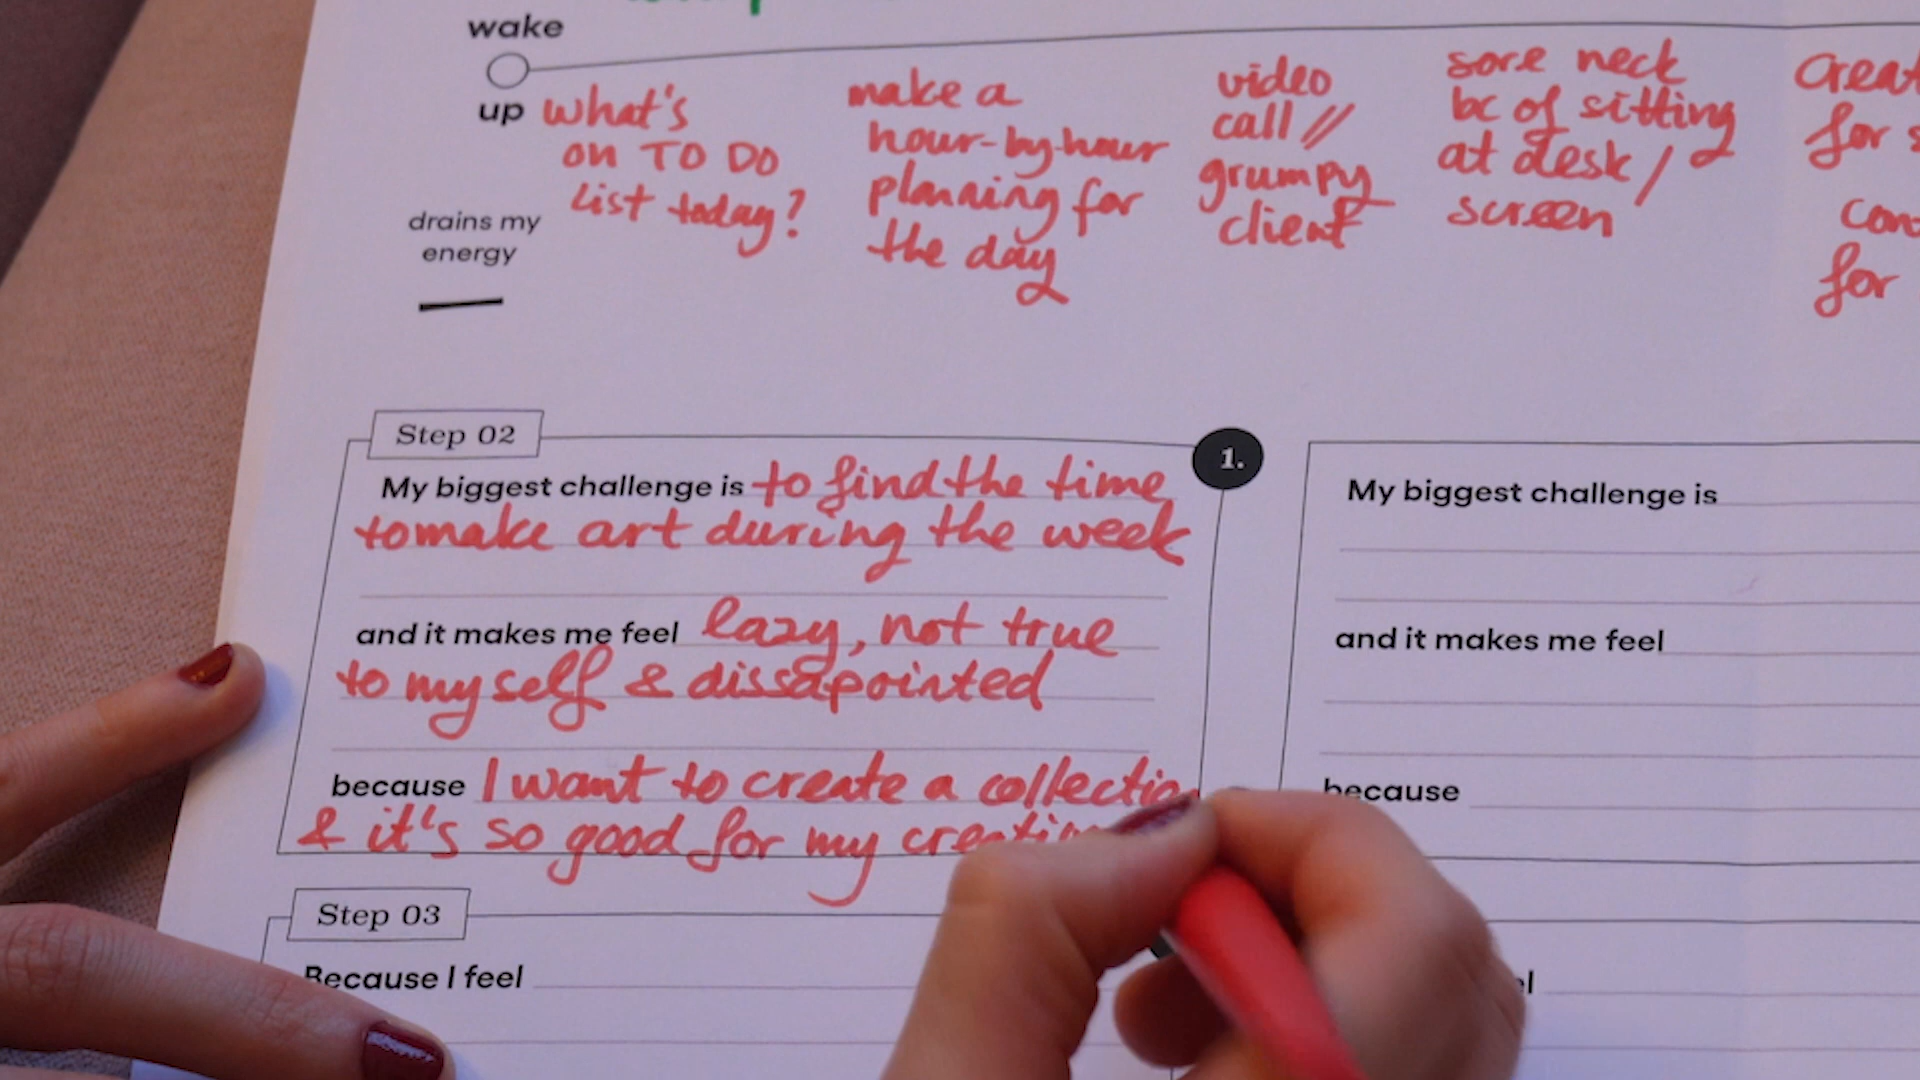 wake
up
what's
on TO DO
list today?
make a
hour-by-hour
planning for
the day
video
call //
grumpy
client
sore neck
bc of sitting
at desk /
screen
for
for
drains my
energy
Step 02
1.
My biggest challenge is to find the time
to make art during the week
and it makes me feel lazy, not true
to myself & dissapointed
because I want to create a
& it's so good for my
My biggest challenge is
and it makes me feel
because
Step 03
Because I feel